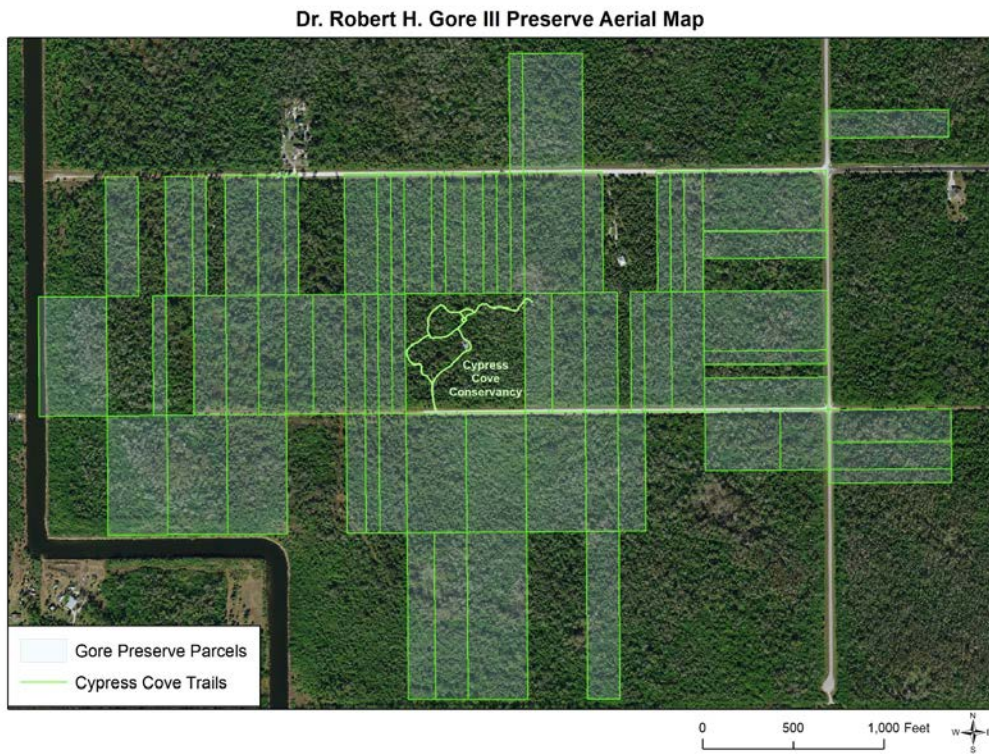 Dr. Robert H. Gore III Preserve Aerial Map
Cypress
Cove
Conservancy
Gore Preserve Parcels
Cypress Cove Trails
0 500 1,000 Feet
N
W E
S